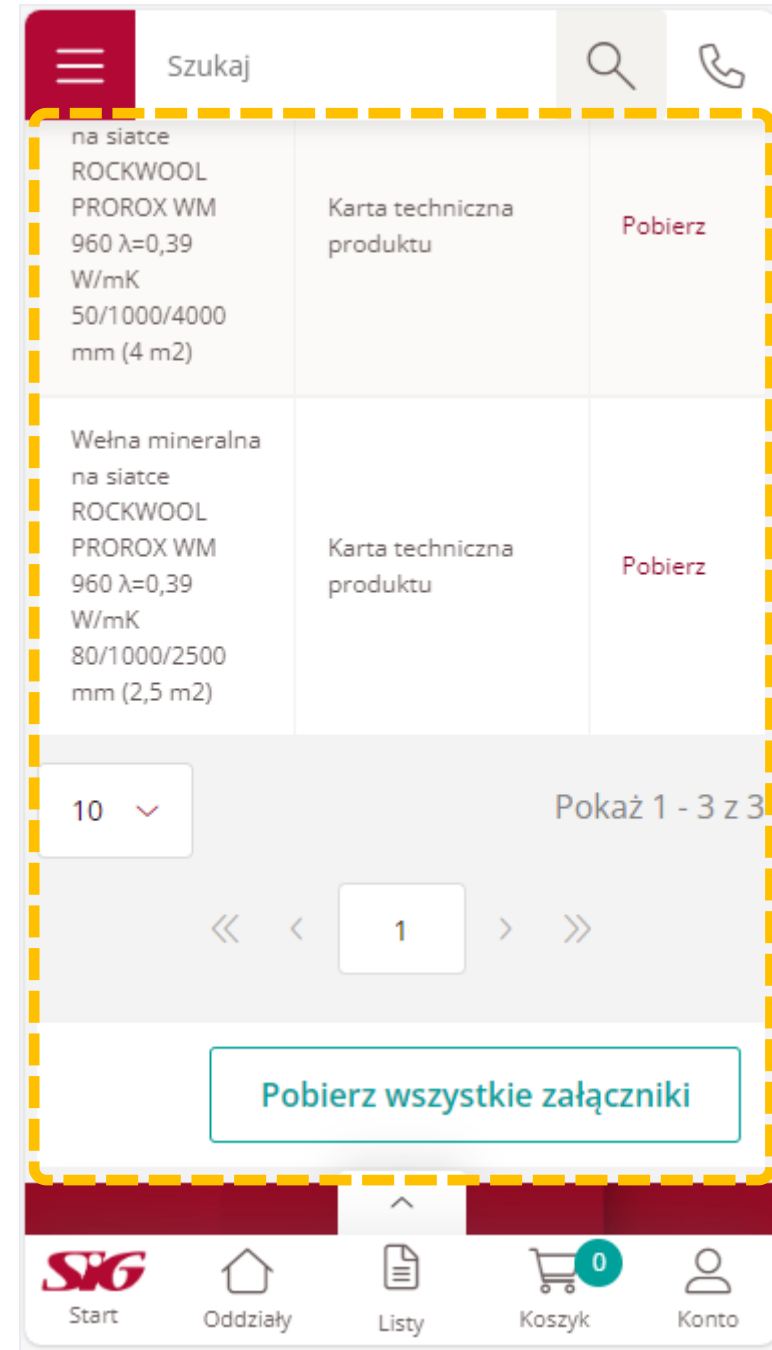 Szukaj
na siatce
ROCKWOOL
PROROX WM
960 λ=0,39
W/mK
50/1000/4000
mm (4 m2)
Karta techniczna
produktu
Pobierz
Wełna mineralna
na siatce
ROCKWOOL
PROROX WM
960 λ=0,39
W/mK
80/1000/2500
mm (2,5 m2)
Karta techniczna
produktu
Pobierz
10
Pokaż 1 - 3 z 3
« < 1 > »
Pobierz wszystkie załączniki
SIG
0
Start
Oddziały
Listy
Koszyk
Konto